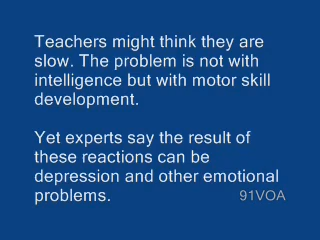 Teachers might think they are
slow. The problem is not with
intelligence but with motor skill
development.
Yet experts say the result of
these reactions can be
depression and other emotional
problems.
91VOA